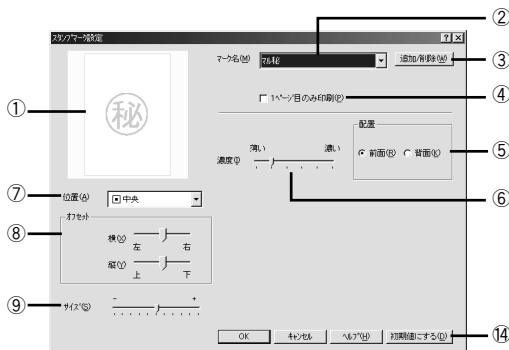 ②
スタンプマーク設定
マーク名(M) マル秘 追加/削除(W) ③
① 秘
1ページ目のみ印刷(P) ④
配置
濃度(I) 薄い 濃い
前面(R) 背面(K) ⑤
⑥
⑦ 位置(A) 中央
オフセット
⑧ 横(X) 左 右
縦(Y) 上 下
⑨ サイズ(S) - +
OK キャンセル ヘルプ(H) 初期値にする(D) ⑭